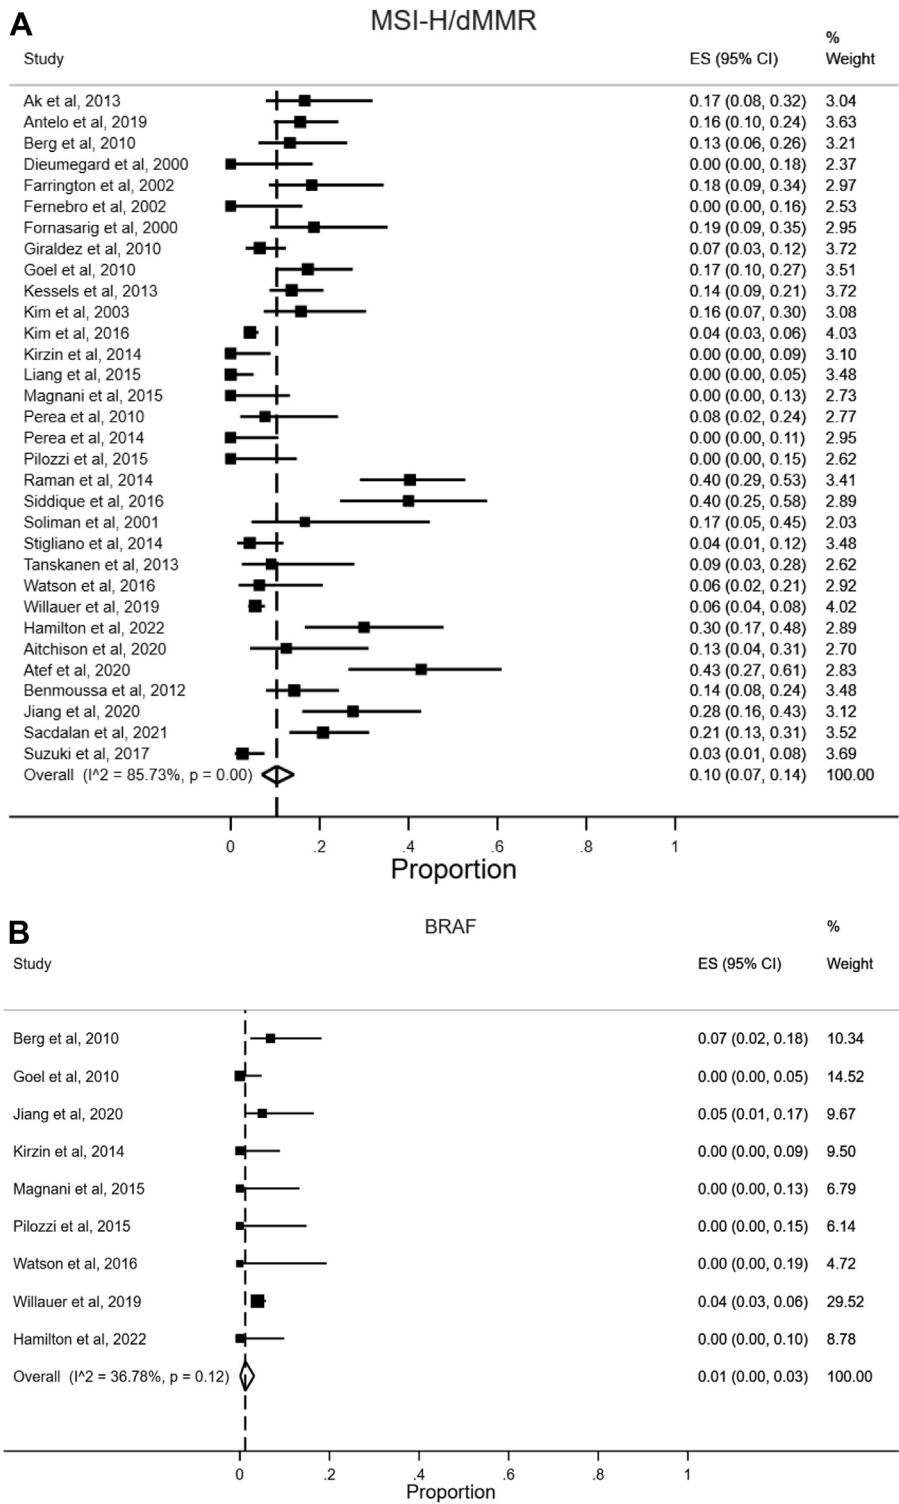 A
MSI-H/dMMR
%
Study ES (95% CI) Weight
Ak et al, 2013 0.17 (0.08, 0.32) 3.04
Antelo et al, 2019 0.16 (0.10, 0.24) 3.63
Berg et al, 2010 0.13 (0.06, 0.26) 3.21
Dieumegard et al, 2000 0.00 (0.00, 0.18) 2.37
Farrington et al, 2002 0.18 (0.09, 0.34) 2.97
Fernebro et al, 2002 0.00 (0.00, 0.16) 2.53
Fornasarig et al, 2000 0.19 (0.09, 0.35) 2.95
Giraldez et al, 2010 0.07 (0.03, 0.12) 3.72
Goel et al, 2010 0.17 (0.10, 0.27) 3.51
Kessels et al, 2013 0.14 (0.09, 0.21) 3.72
Kim et al, 2003 0.16 (0.07, 0.30) 3.08
Kim et al, 2016 0.04 (0.03, 0.06) 4.03
Kirzin et al, 2014 0.00 (0.00, 0.09) 3.10
Liang et al, 2015 0.00 (0.00, 0.05) 3.48
Magnani et al, 2015 0.00 (0.00, 0.13) 2.73
Perea et al, 2010 0.08 (0.02, 0.24) 2.77
Perea et al, 2014 0.00 (0.00, 0.11) 2.95
Pilozzi et al, 2015 0.00 (0.00, 0.15) 2.62
Raman et al, 2014 0.40 (0.29, 0.53) 3.41
Siddique et al, 2016 0.40 (0.25, 0.58) 2.89
Soliman et al, 2001 0.17 (0.05, 0.45) 2.03
Stigliano et al, 2014 0.04 (0.01, 0.12) 3.48
Tanskanen et al, 2013 0.09 (0.03, 0.28) 2.62
Watson et al, 2016 0.06 (0.02, 0.21) 2.92
Willauer et al, 2019 0.06 (0.04, 0.08) 4.02
Hamilton et al, 2022 0.30 (0.17, 0.48) 2.89
Aitchison et al, 2020 0.13 (0.04, 0.31) 2.70
Atef et al, 2020 0.43 (0.27, 0.61) 2.83
Benmoussa et al, 2012 0.14 (0.08, 0.24) 3.48
Jiang et al, 2020 0.28 (0.16, 0.43) 3.12
Sacdalan et al, 2021 0.21 (0.13, 0.31) 3.52
Suzuki et al, 2017 0.03 (0.01, 0.08) 3.69
Overall (I^2 = 85.73%, p = 0.00) 0.10 (0.07, 0.14) 100.00
0 .2 .4 .6 .8 1
Proportion
B
BRAF
%
Study ES (95% CI) Weight
Berg et al, 2010 0.07 (0.02, 0.18) 10.34
Goel et al, 2010 0.00 (0.00, 0.05) 14.52
Jiang et al, 2020 0.05 (0.01, 0.17) 9.67
Kirzin et al, 2014 0.00 (0.00, 0.09) 9.50
Magnani et al, 2015 0.00 (0.00, 0.13) 6.79
Pilozzi et al, 2015 0.00 (0.00, 0.15) 6.14
Watson et al, 2016 0.00 (0.00, 0.19) 4.72
Willauer et al, 2019 0.04 (0.03, 0.06) 29.52
Hamilton et al, 2022 0.00 (0.00, 0.10) 8.78
Overall (I^2 = 36.78%, p = 0.12) 0.01 (0.00, 0.03) 100.00
0 .2 .4 .6 .8 1
Proportion